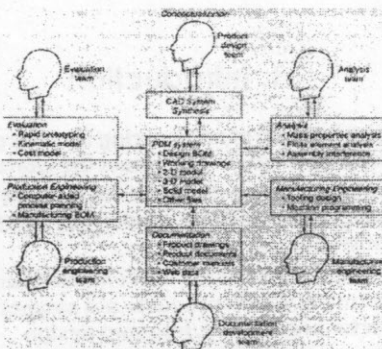 Conceptualization
Product
design
team
Evaluation
team
Analysis
team
CAD System
Synthesis
Evaluation
• Rapid prototyping
• Kinematic model
• Cost model
PDM system
• Design BOM
• Working drawings
• 2-D model
• 3-D model
• Solid model
• Other files
Analysis
• Mass properties analysis
• Finite element analysis
• Assembly interference
Production Engineering
• Computer-aided
process planning
• Manufacturing BOM
Manufacturing Engineering
• Tooling design
• Machine programming
Documentation
• Product drawings
• Product documents
• Customer manuals
• Web data
Production
engineering
team
Manufacturing
engineering
team
Documentation
development
team